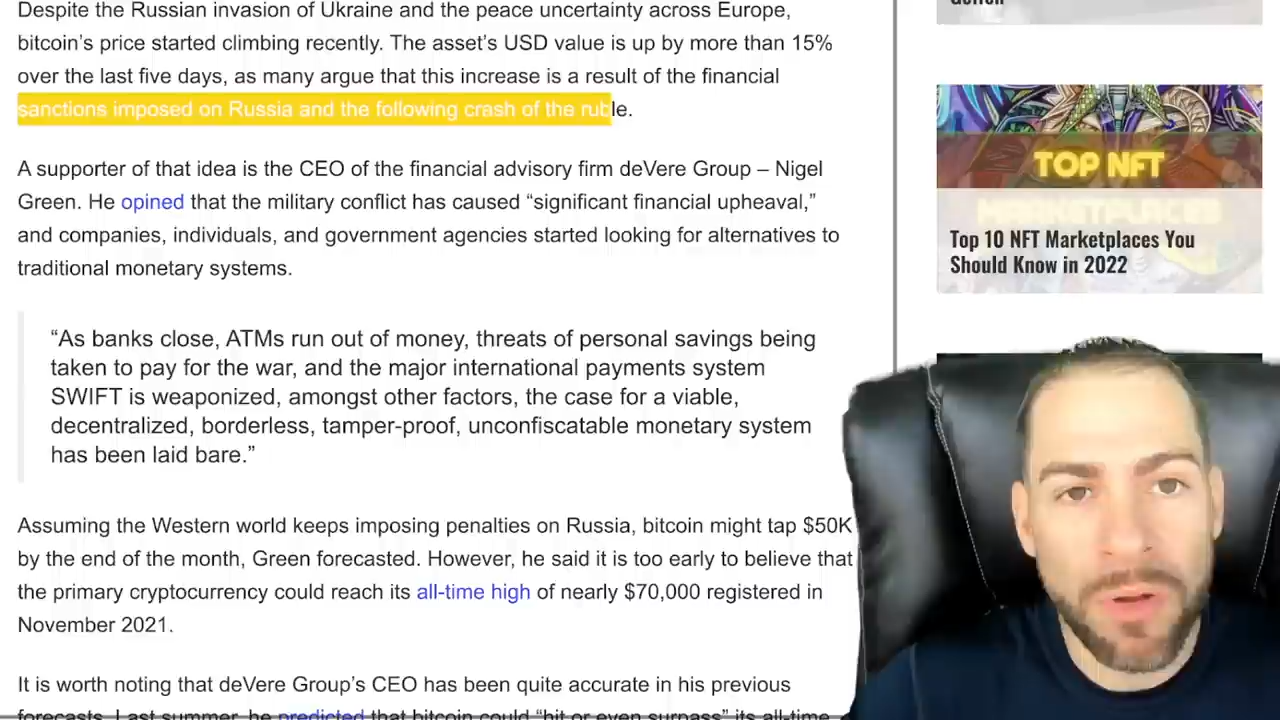 Despite the Russian invasion of Ukraine and the peace uncertainty across Europe,
bitcoin’s price started climbing recently. The asset’s USD value is up by more than 15%
over the last five days, as many argue that this increase is a result of the financial
sanctions imposed on Russia and the following crash of the ruble.
A supporter of that idea is the CEO of the financial advisory firm deVere Group – Nigel
Green. He opined that the military conflict has caused “significant financial upheaval,”
and companies, individuals, and government agencies started looking for alternatives to
traditional monetary systems.
“As banks close, ATMs run out of money, threats of personal savings being
taken to pay for the war, and the major international payments system
SWIFT is weaponized, amongst other factors, the case for a viable,
decentralized, borderless, tamper-proof, unconfiscatable monetary system
has been laid bare.”
Assuming the Western world keeps imposing penalties on Russia, bitcoin might tap $50K
by the end of the month, Green forecasted. However, he said it is too early to believe that
the primary cryptocurrency could reach its all-time high of nearly $70,000 registered in
November 2021.
It is worth noting that deVere Group’s CEO has been quite accurate in his previous
forecasts. Last summer, he predicted that bitcoin could “hit or even surpass” its all-time
TOP NFT
MARKETPLACES
Top 10 NFT Marketplaces You
Should Know in 2022